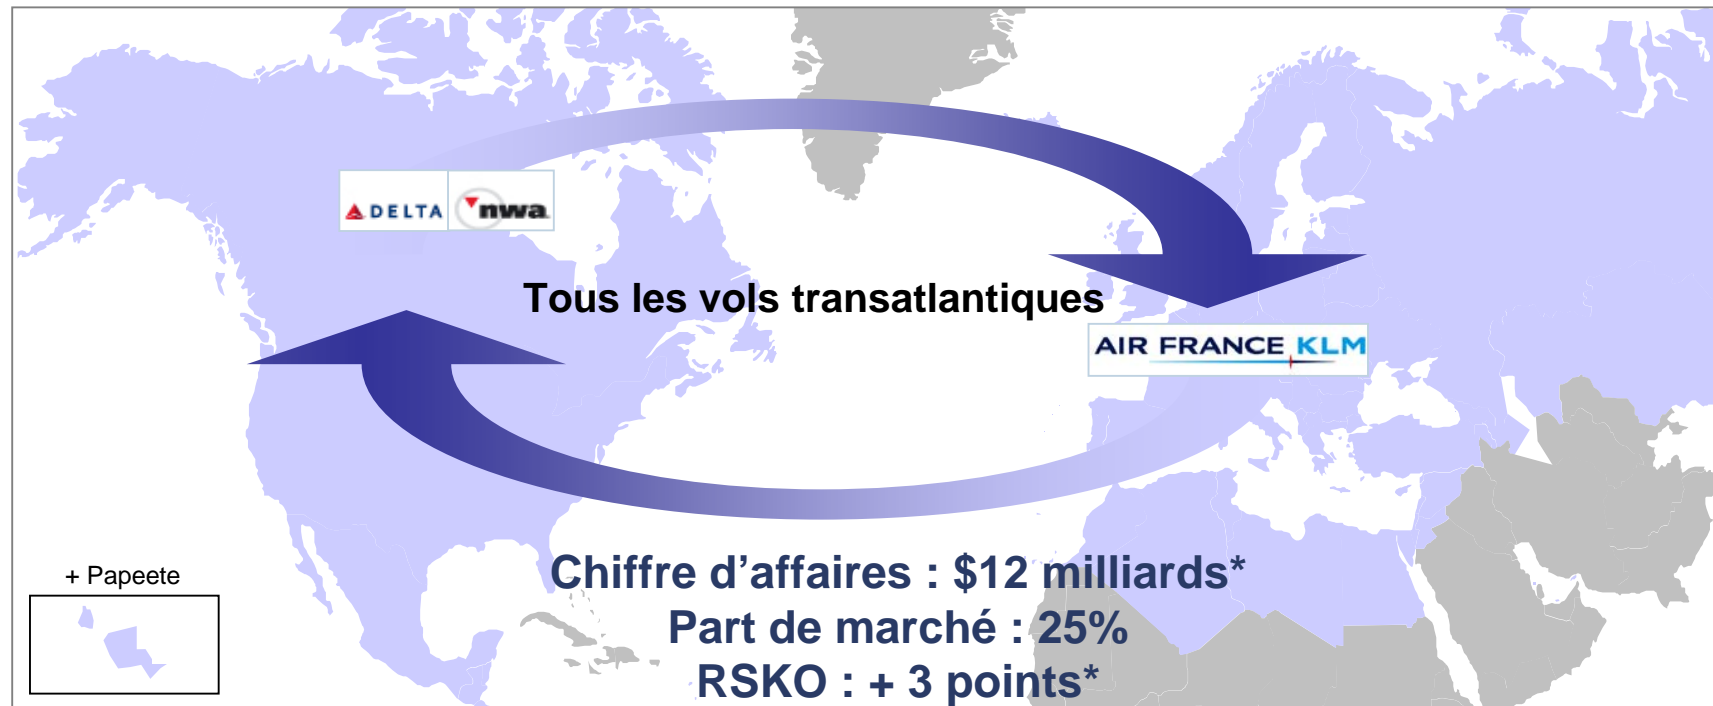 DELTA nwa
Tous les vols transatlantiques
AIR FRANCE KLM
+ Papeete
Chiffre d’affaires : $12 milliards*
Part de marché : 25%
RSKO : + 3 points*